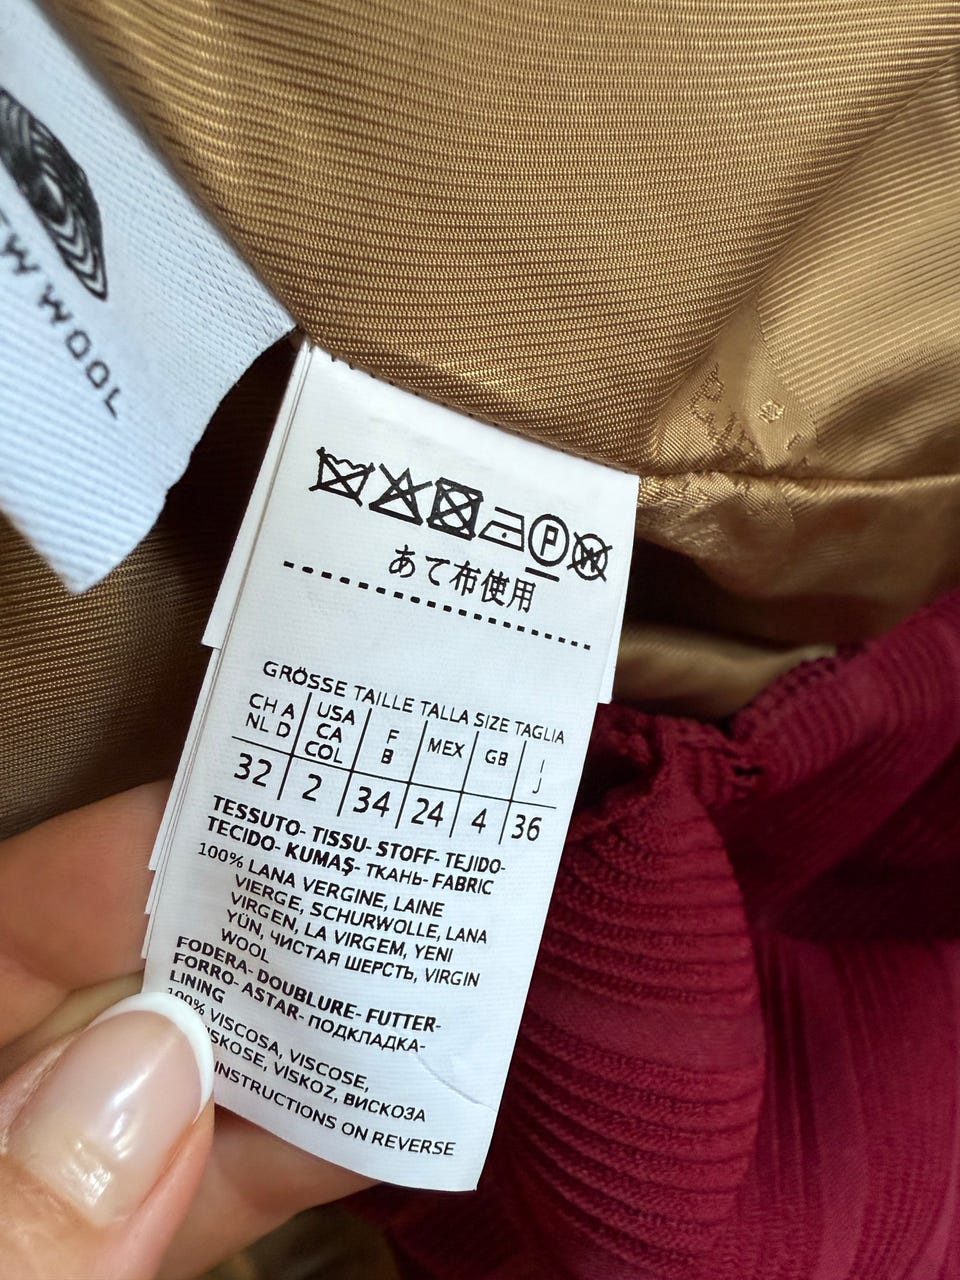 WOOL
P
W
あて布使用
GRÖSSE TAILLE TALLA SIZE TAGLIA
CH A NL D USA CA COL F B MEX GB I J
32 2 34 24 4 36
TESSUTO- TISSU- STOFF- TEJIDO-
TECIDO- KUMAŞ- ТКАНЬ- FABRIC
100% LANA VERGINE, LAINE
VIERGE, SCHURWOLLE, LANA
VIRGEN, LA VIRGEM, YENI
YÜN, ЧИСТАЯ ШЕРСТЬ, VIRGIN
WOOL
FODERA- DOUBLURE- FUTTER-
FORRO- ASTAR- ПОДКЛАДКА-
LINING
100% VISCOSA, VISCOSE,
VISKOZ, ВИСКОЗА
INSTRUCTIONS ON REVERSE